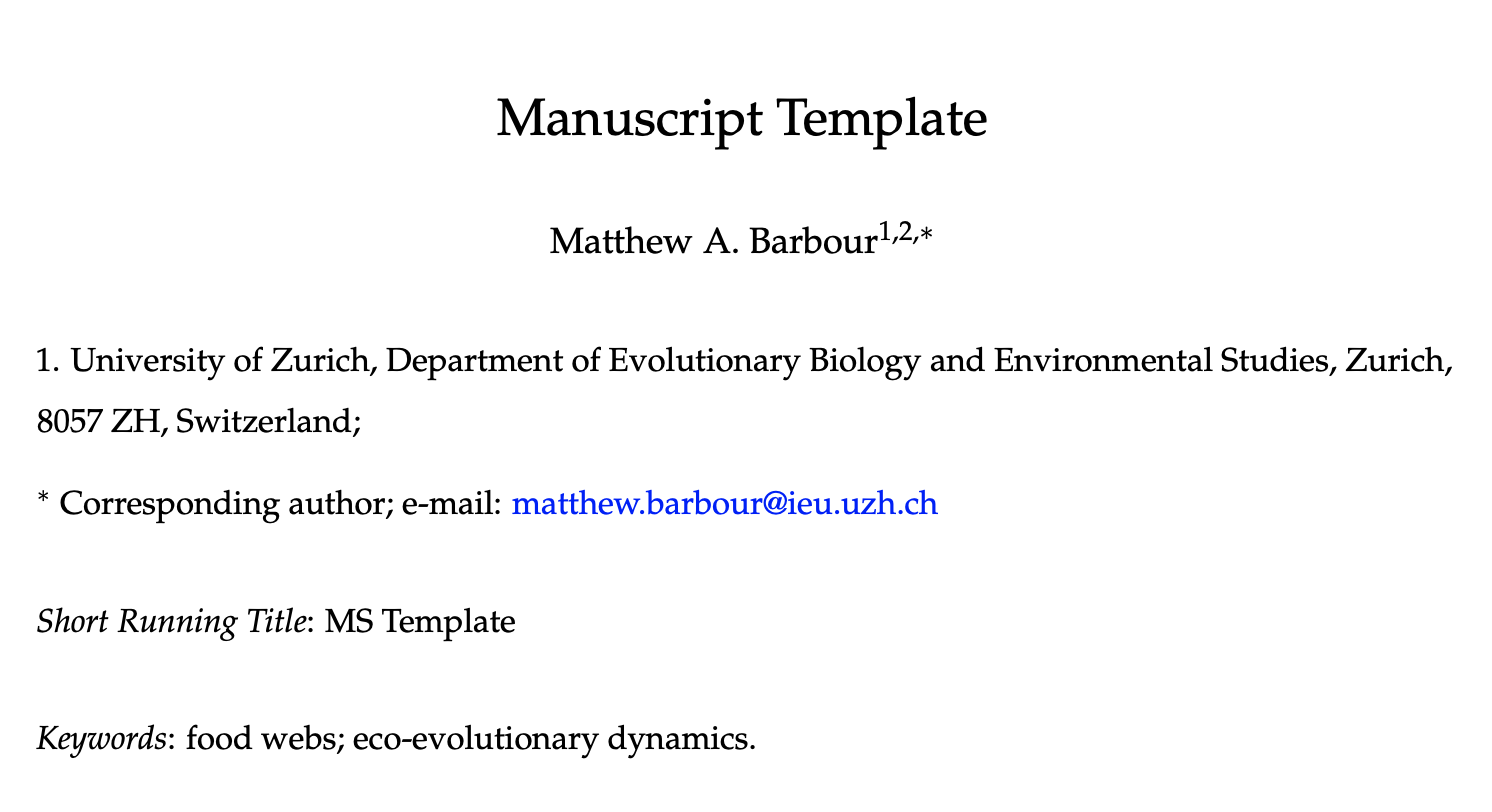 Manuscript Template
Matthew A. Barbour1,2,*
1. University of Zurich, Department of Evolutionary Biology and Environmental Studies, Zurich,
8057 ZH, Switzerland;
* Corresponding author; e-mail: matthew.barbour@ieu.uzh.ch
Short Running Title: MS Template
Keywords: food webs; eco-evolutionary dynamics.